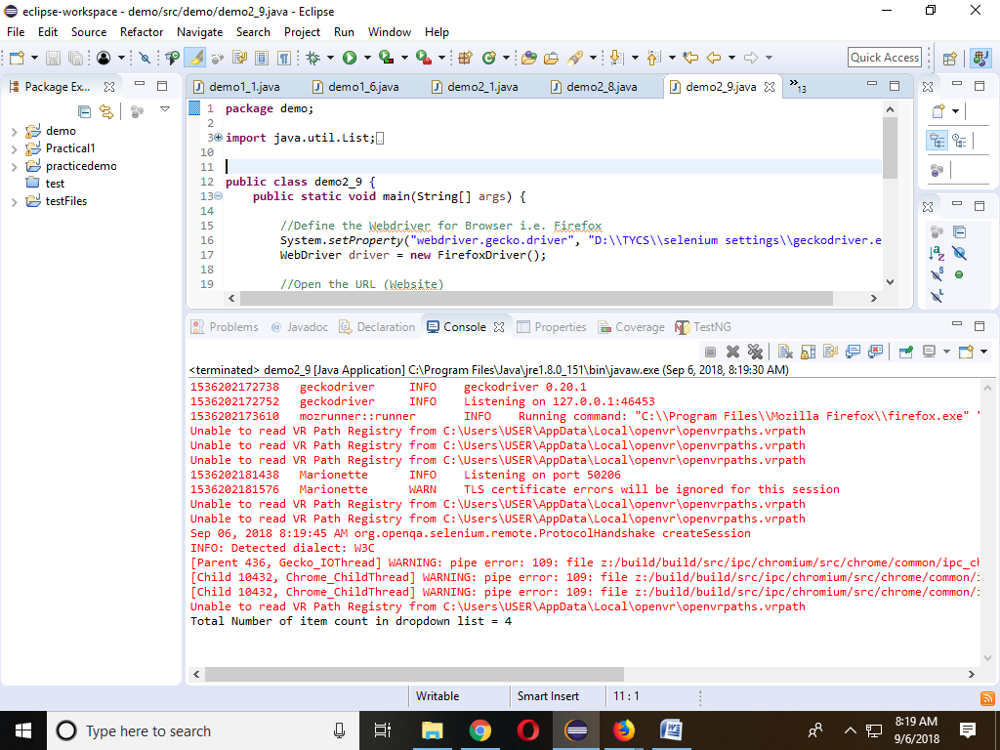 eclipse-workspace - demo/src/demo/demo2_9.java - Eclipse
File Edit Source Refactor Navigate Search Project Run Window Help
Quick Access
Package Ex...
demo
Practical1
practicedemo
test
testFiles
demo1_1.java demo1_6.java demo2_1.java demo2_8.java demo2_9.java »13
1 package demo;
2
3 import java.util.List;
10
11
12 public class demo2_9 {
13 public static void main(String[] args) {
14
15 //Define the Webdriver for Browser i.e. Firefox
16 System.setProperty("webdriver.gecko.driver", "D:\\TYCS\\selenium settings\\geckodriver.e
17 WebDriver driver = new FirefoxDriver();
18
19 //Open the URL (Website)
Problems @ Javadoc Declaration Console Properties Coverage TestNG
<terminated> demo2_9 [Java Application] C:\Program Files\Java\jre1.8.0_151\bin\javaw.exe (Sep 6, 2018, 8:19:30 AM)
1536202172738 geckodriver INFO geckodriver 0.20.1
1536202172752 geckodriver INFO Listening on 127.0.0.1:46453
1536202173610 mozrunner::runner INFO Running command: "C:\\Program Files\\Mozilla Firefox\\firefox.exe" "
Unable to read VR Path Registry from C:\Users\USER\AppData\Local\openvr\openvrpaths.vrpath
Unable to read VR Path Registry from C:\Users\USER\AppData\Local\openvr\openvrpaths.vrpath
Unable to read VR Path Registry from C:\Users\USER\AppData\Local\openvr\openvrpaths.vrpath
1536202181438 Marionette INFO Listening on port 50206
1536202181576 Marionette WARN TLS certificate errors will be ignored for this session
Unable to read VR Path Registry from C:\Users\USER\AppData\Local\openvr\openvrpaths.vrpath
Unable to read VR Path Registry from C:\Users\USER\AppData\Local\openvr\openvrpaths.vrpath
Sep 06, 2018 8:19:45 AM org.openqa.selenium.remote.ProtocolHandshake createSession
INFO: Detected dialect: W3C
[Parent 436, Gecko_IOThread] WARNING: pipe error: 109: file z:/build/build/src/ipc/chromium/src/chrome/common/ipc_ch
[Child 10432, Chrome_ChildThread] WARNING: pipe error: 109: file z:/build/build/src/ipc/chromium/src/chrome/common/i
[Child 10432, Chrome_ChildThread] WARNING: pipe error: 109: file z:/build/build/src/ipc/chromium/src/chrome/common/i
Unable to read VR Path Registry from C:\Users\USER\AppData\Local\openvr\openvrpaths.vrpath
Total Number of item count in dropdown list = 4
Writable Smart Insert 11 : 1
Type here to search
8:19 AM
9/6/2018